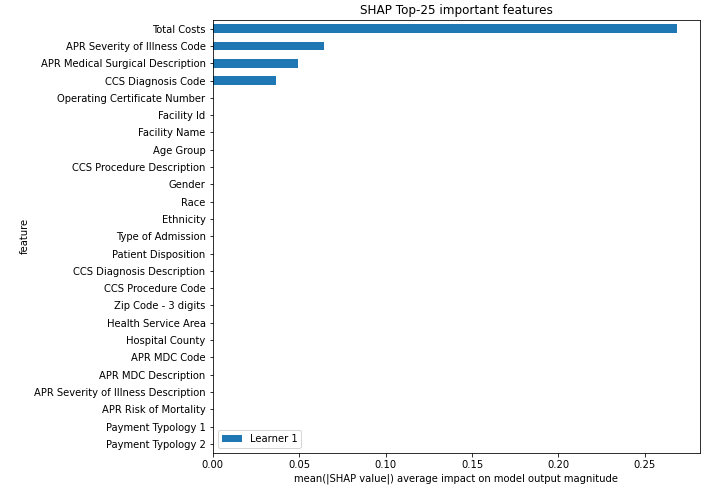 SHAP Top-25 important features
Total Costs
APR Severity of Illness Code
APR Medical Surgical Description
CCS Diagnosis Code
Operating Certificate Number
Facility Id
Facility Name
Age Group
CCS Procedure Description
Gender
Race
Ethnicity
Type of Admission
Patient Disposition
CCS Diagnosis Description
CCS Procedure Code
Zip Code - 3 digits
Health Service Area
Hospital County
APR MDC Code
APR MDC Description
APR Severity of Illness Description
APR Risk of Mortality
Payment Typology 1
Payment Typology 2
feature
Learner 1
0.00 0.05 0.10 0.15 0.20 0.25
mean(|SHAP value|) average impact on model output magnitude